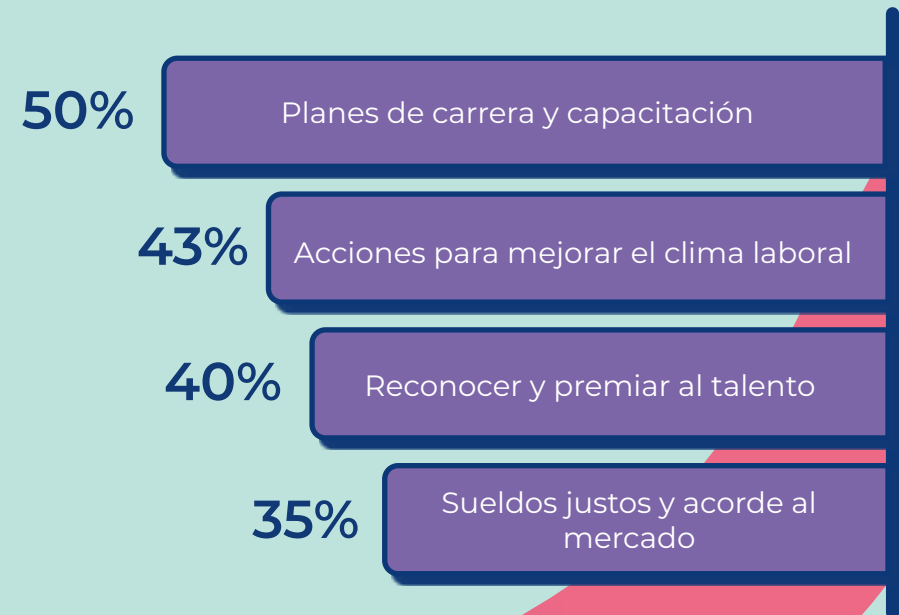 50%
Planes de carrera y capacitación
43%
Acciones para mejorar el clima laboral
40%
Reconocer y premiar al talento
35%
Sueldos justos y acorde al
mercado